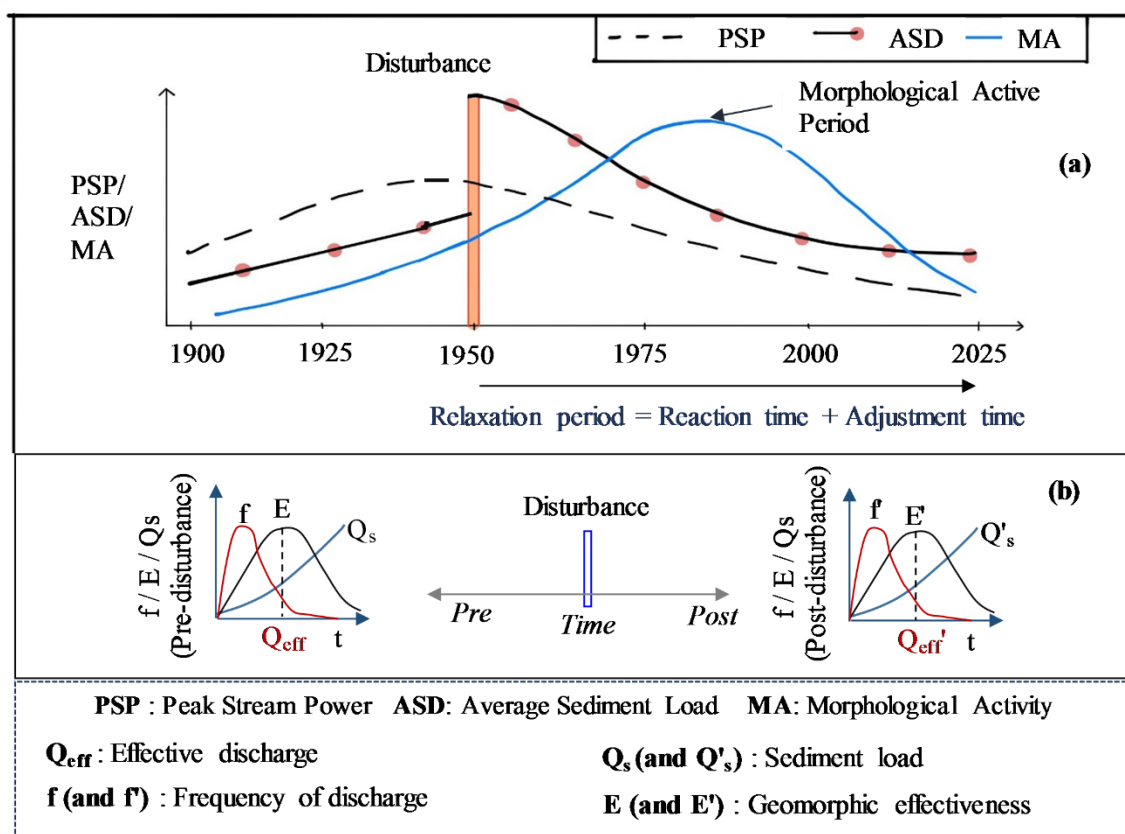 PSP ASD MA
Disturbance
Morphological Active
Period
(a)
PSP/
ASD/
MA
1900 1925 1950 1975 2000 2025
Relaxation period = Reaction time + Adjustment time
(b)
f / E / Qs
(Pre-disturbance)
f E Qs
Qeff t
Disturbance
Pre Time Post
f / E / Qs
(Post-disturbance)
f' E' Q's
Qeff' t
PSP : Peak Stream Power ASD: Average Sediment Load MA: Morphological Activity
Qeff : Effective discharge Qs (and Q's) : Sediment load
f (and f') : Frequency of discharge E (and E') : Geomorphic effectiveness